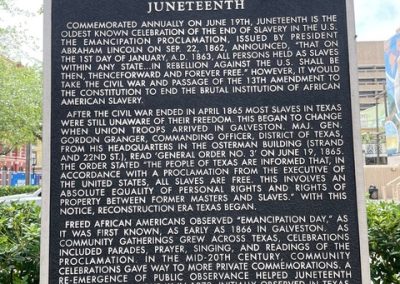 JUNETEENTH
COMMEMORATED ANNUALLY ON JUNE 19TH, JUNETEENTH IS THE
OLDEST KNOWN CELEBRATION OF THE END OF SLAVERY IN THE U.S.
THE EMANCIPATION PROCLAMATION, ISSUED BY PRESIDENT
ABRAHAM LINCOLN ON SEP. 22, 1862, ANNOUNCED, "THAT ON
THE 1ST DAY OF JANUARY, A.D. 1863, ALL PERSONS HELD AS SLAVES
WITHIN ANY STATE...IN REBELLION AGAINST THE U.S. SHALL BE
THEN, THENCEFORWARD AND FOREVER FREE." HOWEVER, IT WOULD
TAKE THE CIVIL WAR AND PASSAGE OF THE 13TH AMENDMENT TO
THE CONSTITUTION TO END THE BRUTAL INSTITUTION OF AFRICAN
AMERICAN SLAVERY.
AFTER THE CIVIL WAR ENDED IN APRIL 1865 MOST SLAVES IN TEXAS
WERE STILL UNAWARE OF THEIR FREEDOM. THIS BEGAN TO CHANGE
WHEN UNION TROOPS ARRIVED IN GALVESTON. MAJ. GEN.
GORDON GRANGER, COMMANDING OFFICER, DISTRICT OF TEXAS,
FROM HIS HEADQUARTERS IN THE OSTERMAN BUILDING (STRAND
AND 22ND ST.), READ 'GENERAL ORDER NO. 3' ON JUNE 19, 1865.
THE ORDER STATED "THE PEOPLE OF TEXAS ARE INFORMED THAT, IN
ACCORDANCE WITH A PROCLAMATION FROM THE EXECUTIVE OF
THE UNITED STATES, ALL SLAVES ARE FREE. THIS INVOLVES AN
ABSOLUTE EQUALITY OF PERSONAL RIGHTS AND RIGHTS OF
PROPERTY BETWEEN FORMER MASTERS AND SLAVES." WITH THIS
NOTICE, RECONSTRUCTION ERA TEXAS BEGAN.
FREED AFRICAN AMERICANS OBSERVED "EMANCIPATION DAY," AS
IT WAS FIRST KNOWN, AS EARLY AS 1866 IN GALVESTON. AS
COMMUNITY GATHERINGS GREW ACROSS TEXAS, CELEBRATIONS
INCLUDED PARADES, PRAYER, SINGING, AND READINGS OF THE
PROCLAMATION. IN THE MID-20TH CENTURY, COMMUNITY
CELEBRATIONS GAVE WAY TO MORE PRIVATE COMMEMORATIONS. A
RE-EMERGENCE OF PUBLIC OBSERVANCE HELPED JUNETEENTH
1979. INITIALLY OBSERVED IN TEXAS